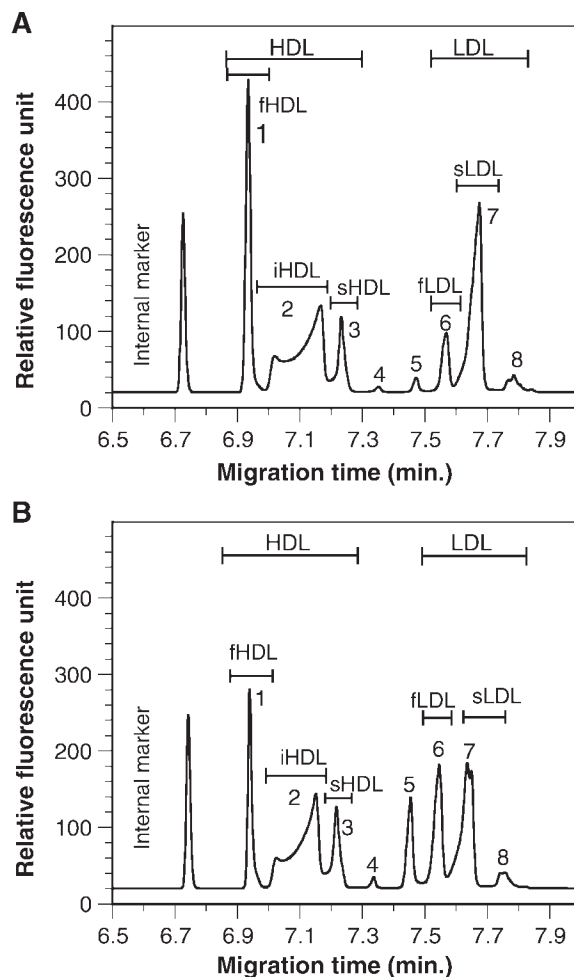 A
HDL
LDL
fHDL
1
sLDL
7
iHDL
2
sHDL
3
fLDL
6
4
5
8
Internal marker
Relative fluorescence unit
400
300
200
100
0
6.5 6.7 6.9 7.1 7.3 7.5 7.7 7.9
Migration time (min.)
B
HDL
LDL
fHDL
1
fLDL
sLDL
6
7
iHDL
2
sHDL
3
4
5
8
Internal marker
Relative fluorescence unit
400
300
200
100
0
6.5 6.7 6.9 7.1 7.3 7.5 7.7 7.9
Migration time (min.)